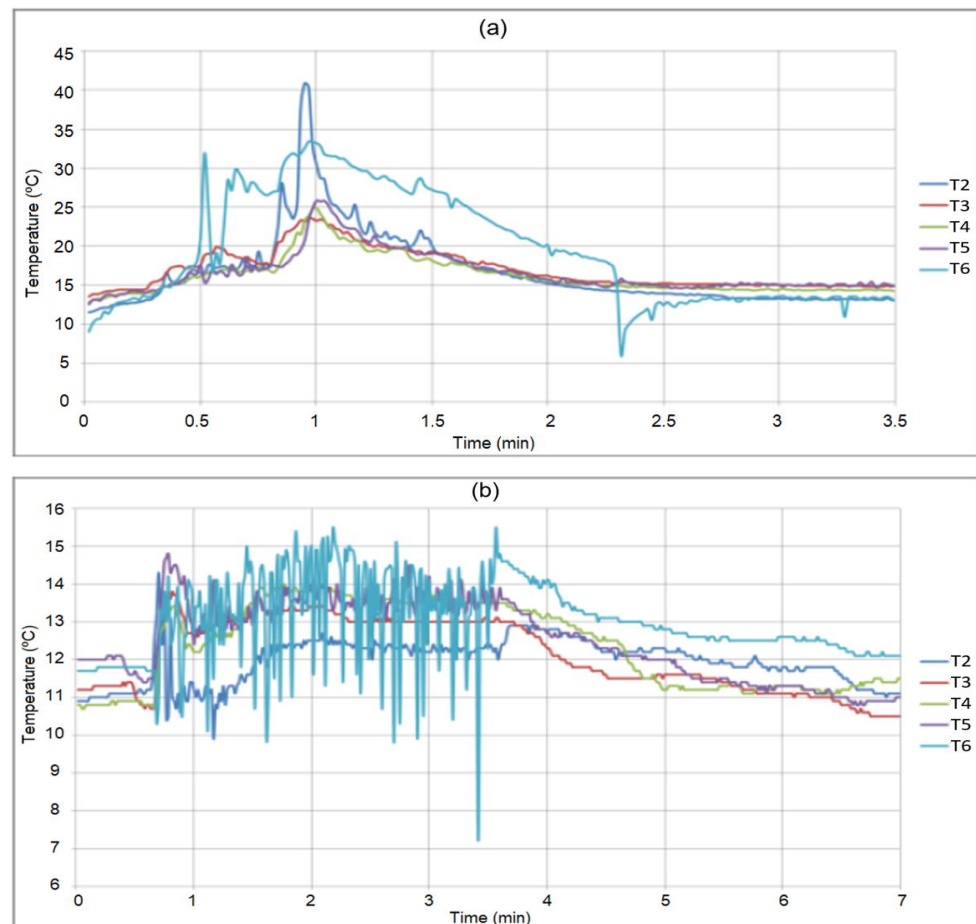 (a)
45
40
35
30
25
20
15
10
5
0
Temperature (ºC)
0 0.5 1 1.5 2 2.5 3 3.5
Time (min)
T2
T3
T4
T5
T6
(b)
16
15
14
13
12
11
10
9
8
7
6
Temperature (ºC)
0 1 2 3 4 5 6 7
Time (min)
T2
T3
T4
T5
T6